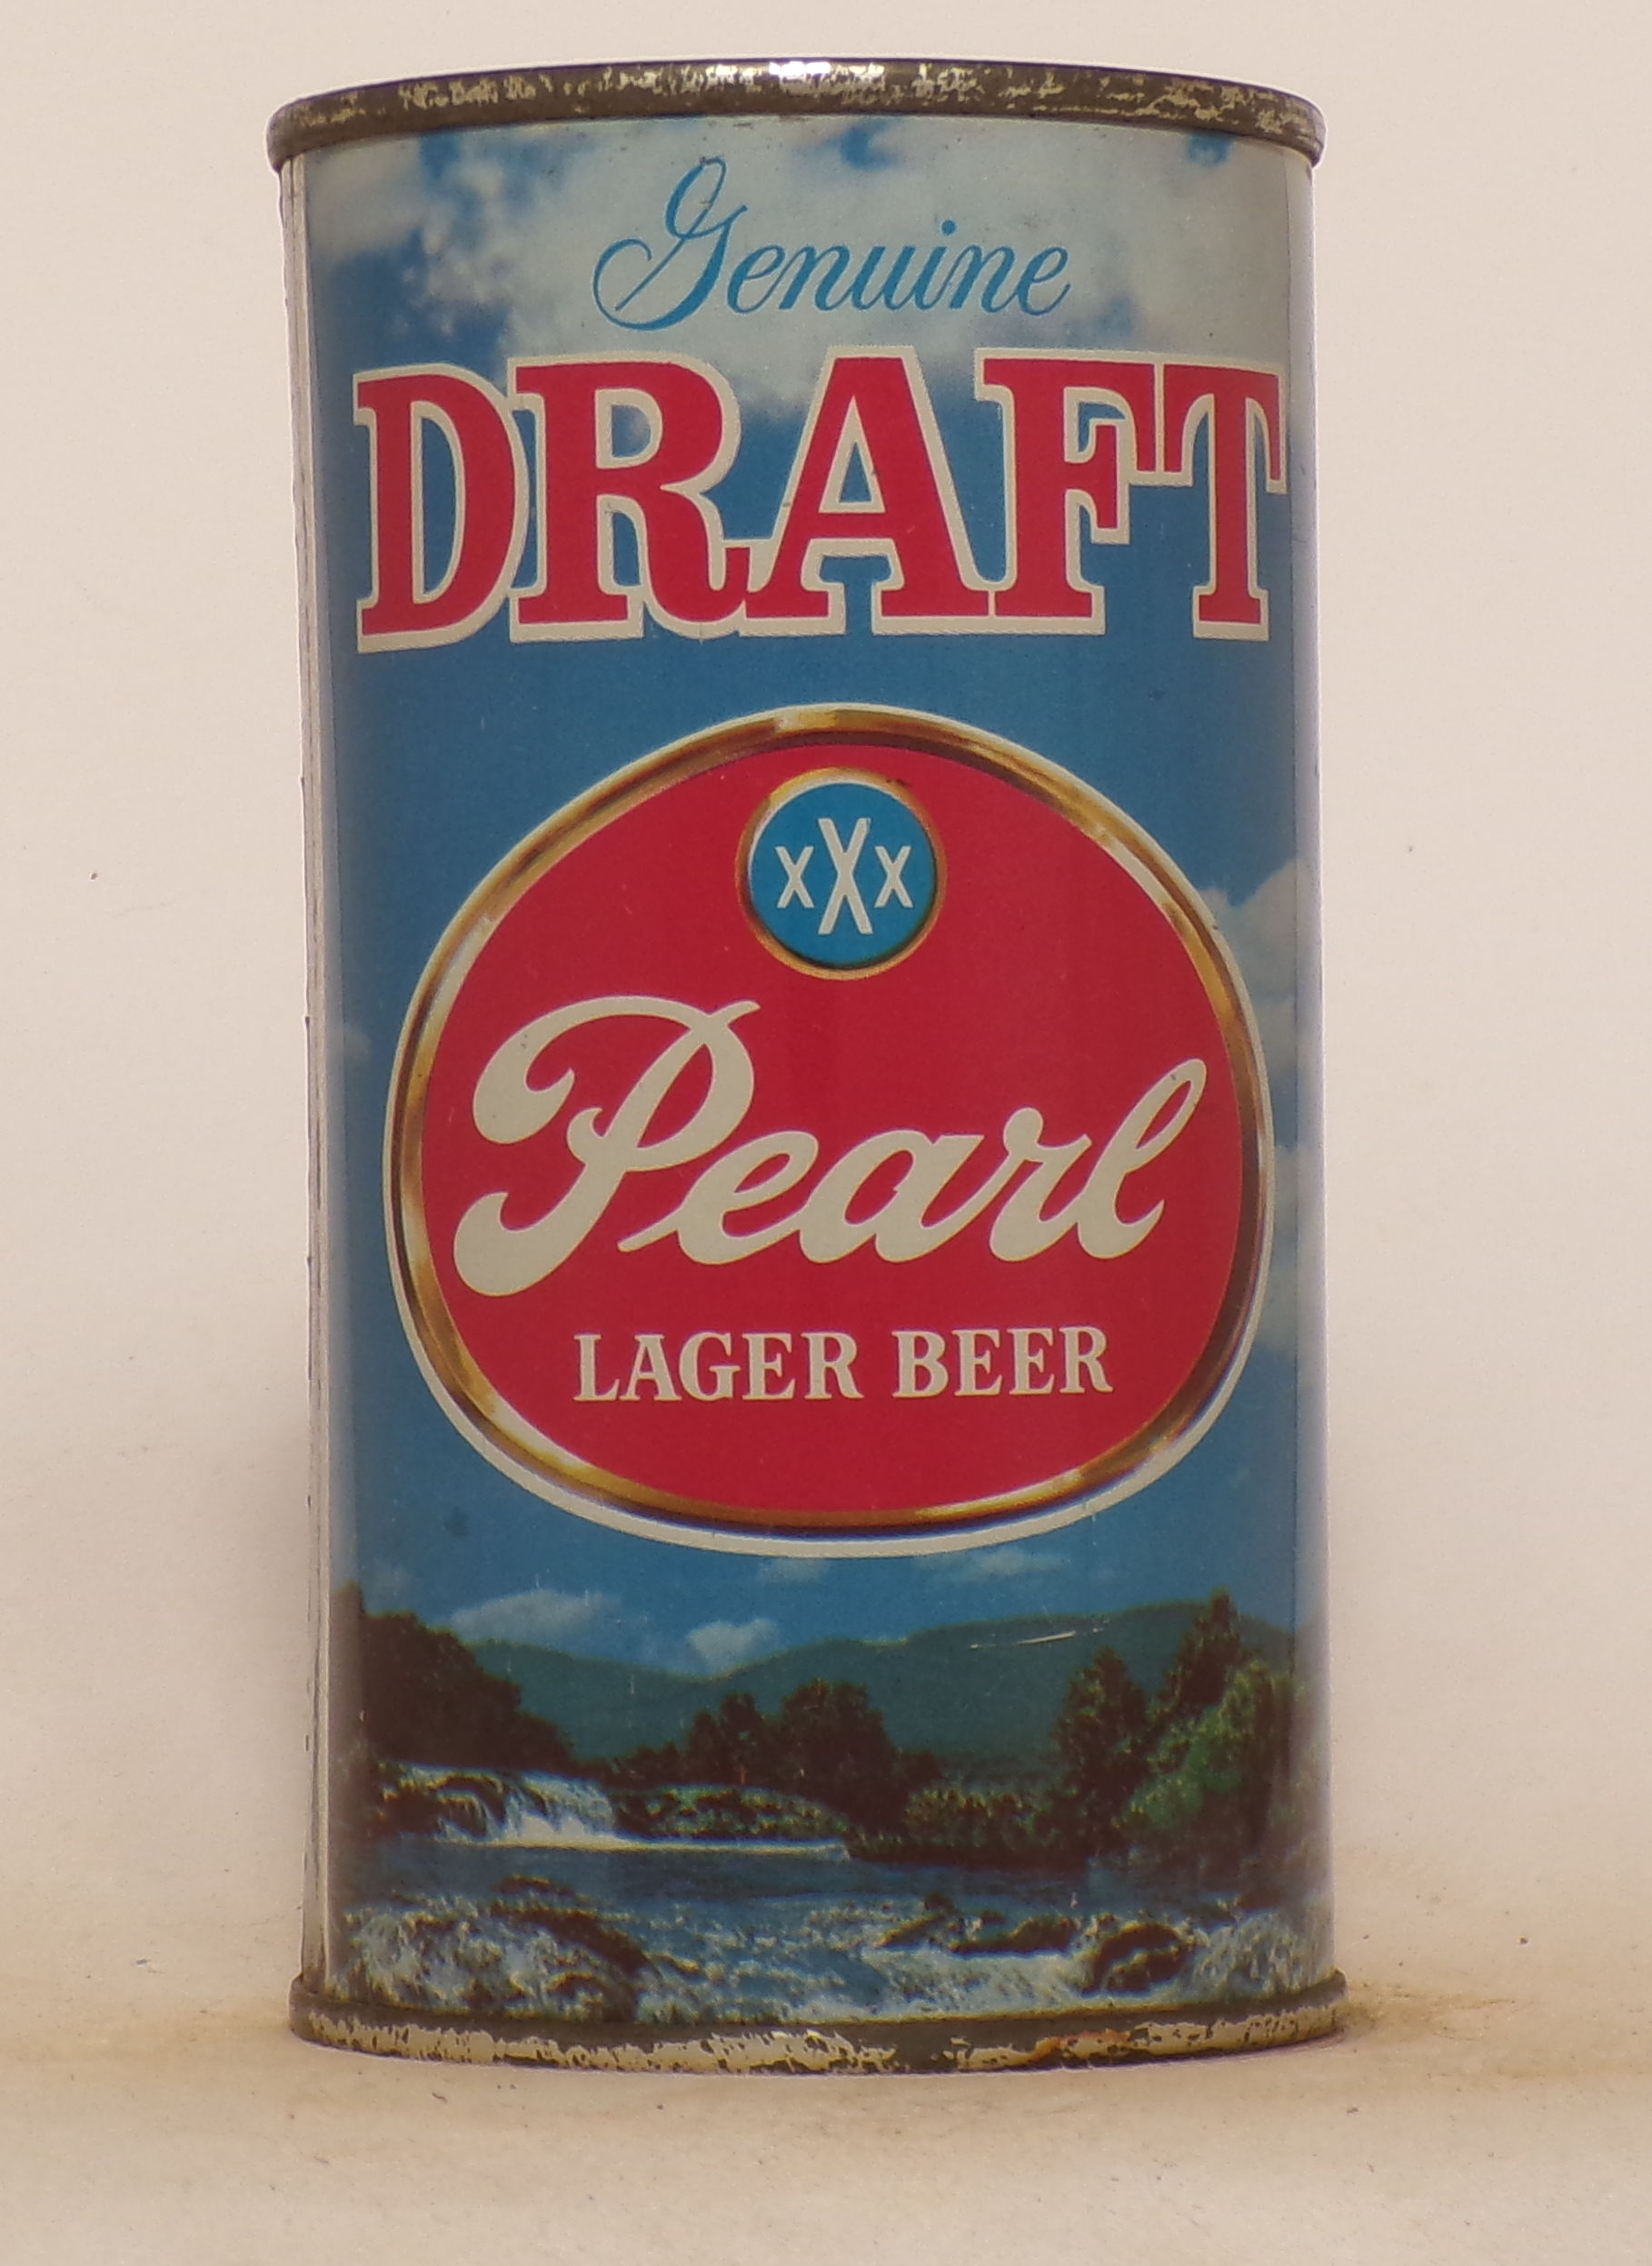 Genuine
DRAFT
XXX
Pearl
LAGER BEER